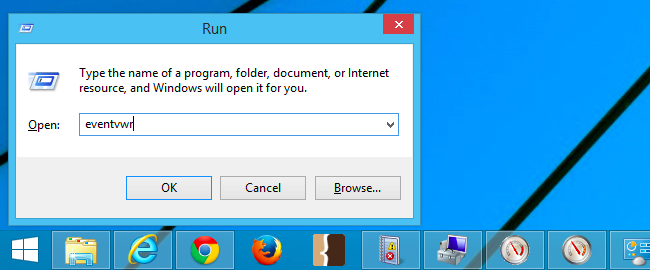 Run
Type the name of a program, folder, document, or Internet
resource, and Windows will open it for you.
Open: eventvwr
OK Cancel Browse...